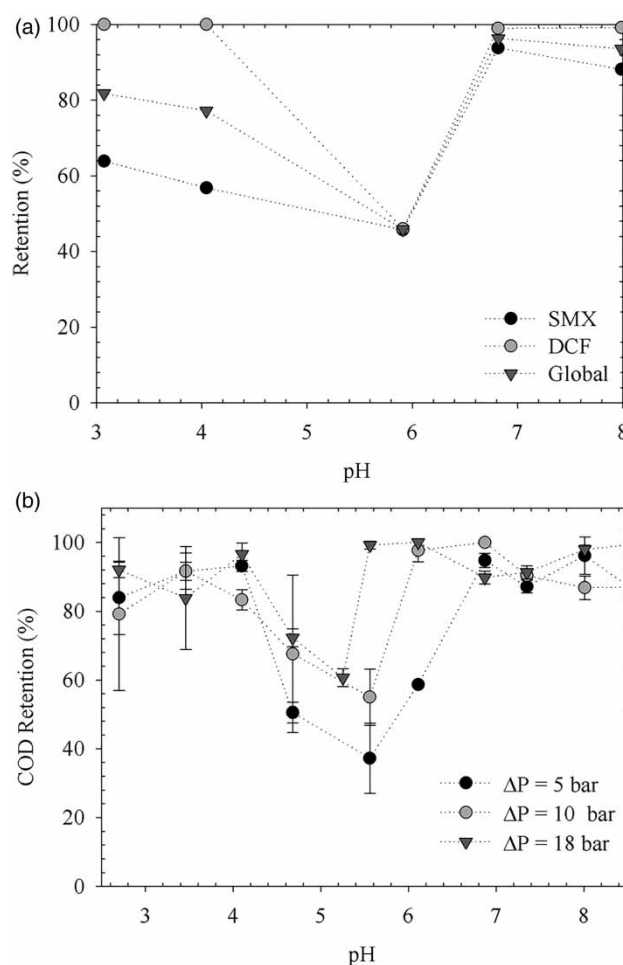 (a)
100
80
60
40
20
0
Retention (%)
SMX
DCF
Global
3 4 5 6 7 8
pH
(b)
100
80
60
40
20
0
COD Retention (%)
ΔP = 5 bar
ΔP = 10 bar
ΔP = 18 bar
3 4 5 6 7 8
pH